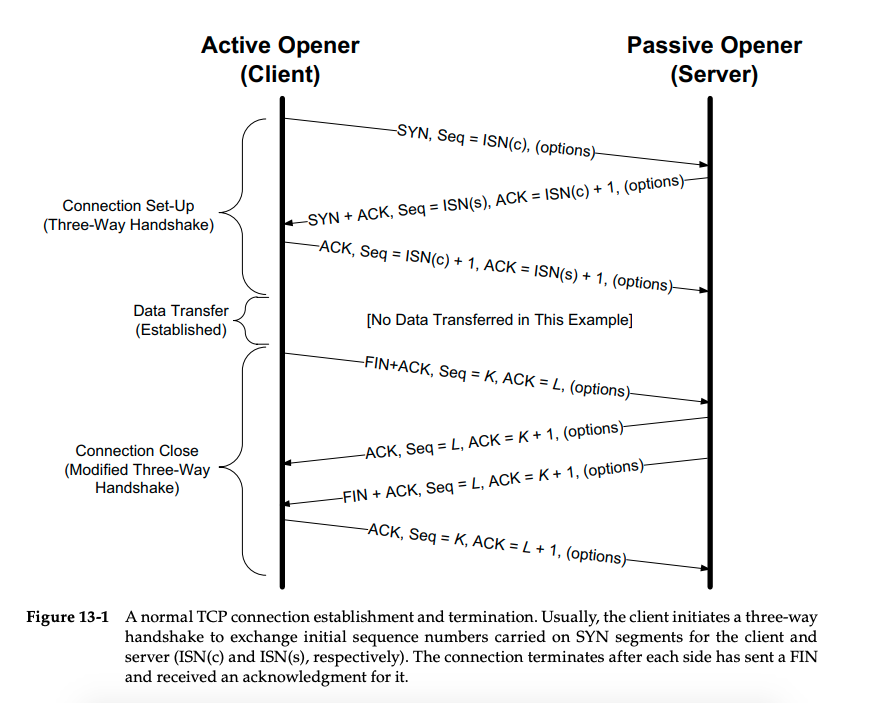 Active Opener
(Client)
Passive Opener
(Server)
SYN, Seq = ISN(c), (options)
SYN + ACK, Seq = ISN(s), ACK = ISN(c) + 1, (options)
Connection Set-Up
(Three-Way Handshake)
ACK, Seq = ISN(c) + 1, ACK = ISN(s) + 1, (options)
Data Transfer
(Established)
[No Data Transferred in This Example]
FIN+ACK, Seq = K, ACK = L, (options)
ACK, Seq = L, ACK = K + 1, (options)
Connection Close
(Modified Three-Way
Handshake)
FIN + ACK, Seq = L, ACK = K + 1, (options)
ACK, Seq = K, ACK = L + 1, (options)
Figure 13-1 A normal TCP connection establishment and termination. Usually, the client initiates a three-way
handshake to exchange initial sequence numbers carried on SYN segments for the client and
server (ISN(c) and ISN(s), respectively). The connection terminates after each side has sent a FIN
and received an acknowledgment for it.